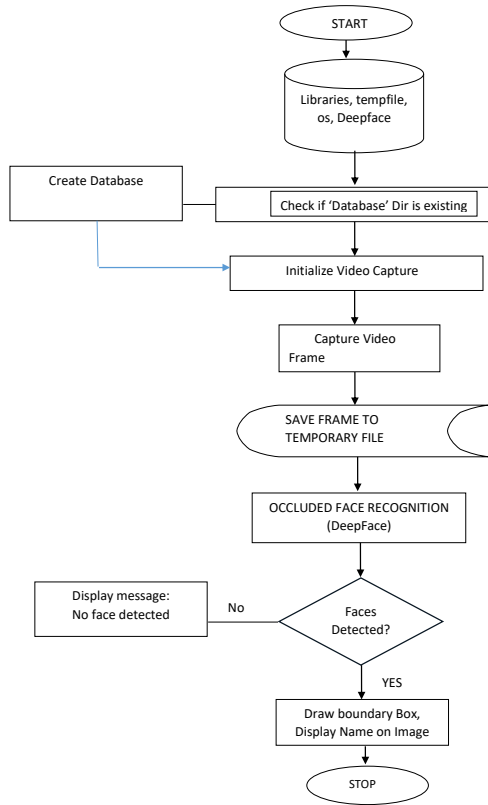 START
Libraries, tempfile,
os, Deepface
Create Database
Check if 'Database' Dir is existing
Initialize Video Capture
Capture Video
Frame
SAVE FRAME TO
TEMPORARY FILE
OCCLUDED FACE RECOGNITION
(DeepFace)
Display message:
No face detected
No
Faces
Detected?
YES
Draw boundary Box,
Display Name on Image
STOP